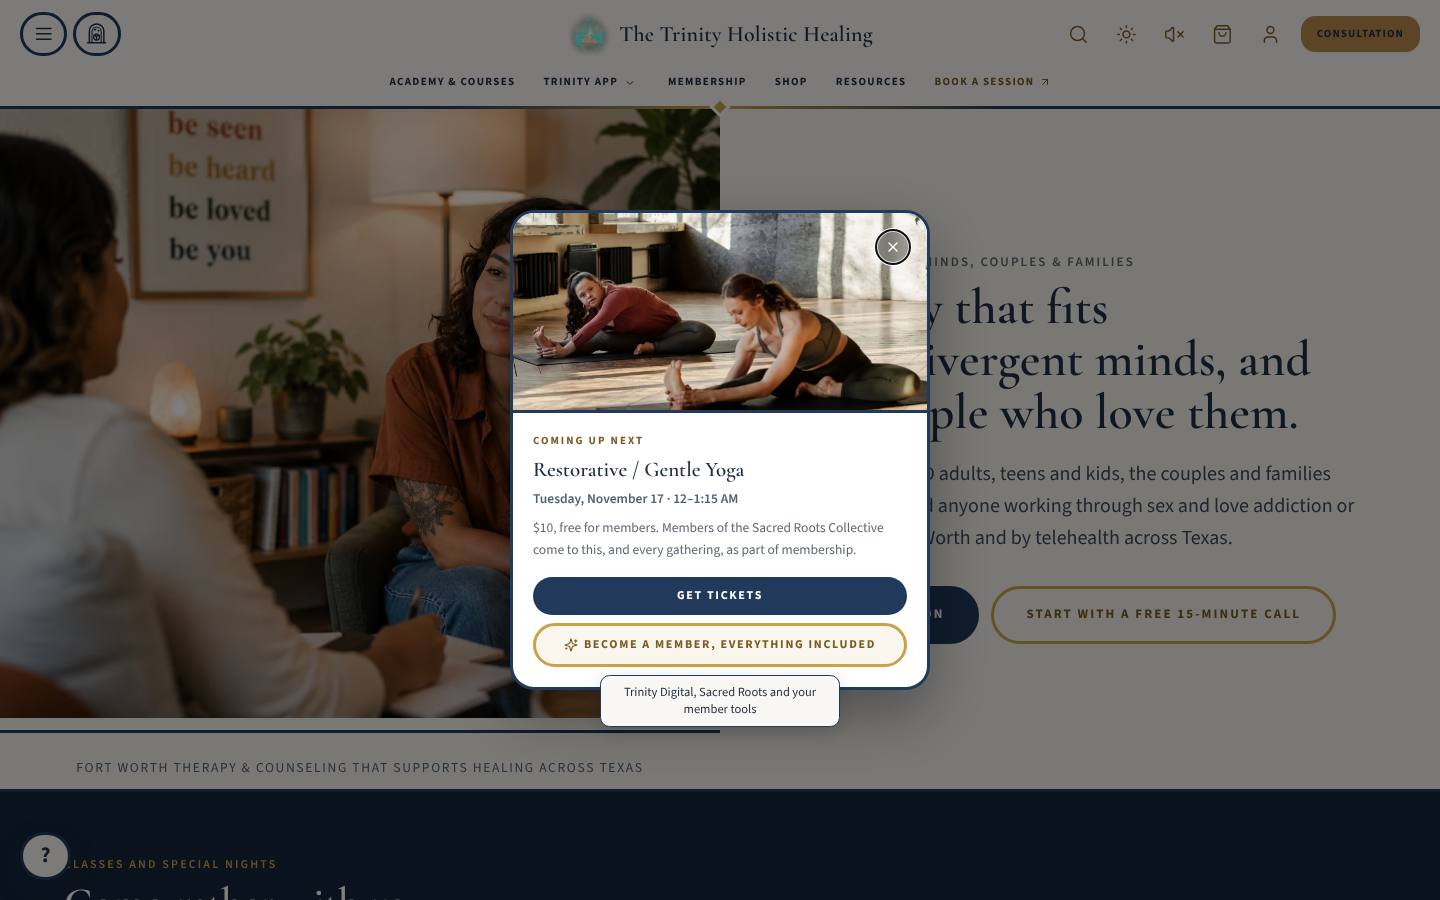 The Trinity Holistic Healing
CONSULTATION
ACADEMY & COURSES
TRINITY APP
MEMBERSHIP
SHOP
RESOURCES
BOOK A SESSION
be seen
be heard
be loved
be you
COUPLES & FAMILIES
that fits
minds, and
who love them.
adults, teens and kids, the couples and families
anyone working through sex and love addiction or
and by telehealth across Texas.
START WITH A FREE 15-MINUTE CALL
COMING UP NEXT
Restorative / Gentle Yoga
Tuesday, November 17 · 12–1:15 AM
$10, free for members. Members of the Sacred Roots Collective
come to this, and every gathering, as part of membership.
GET TICKETS
BECOME A MEMBER, EVERYTHING INCLUDED
Trinity Digital, Sacred Roots and your
member tools
FORT WORTH THERAPY & COUNSELING THAT SUPPORTS HEALING ACROSS TEXAS
?
AND SPECIAL NIGHTS